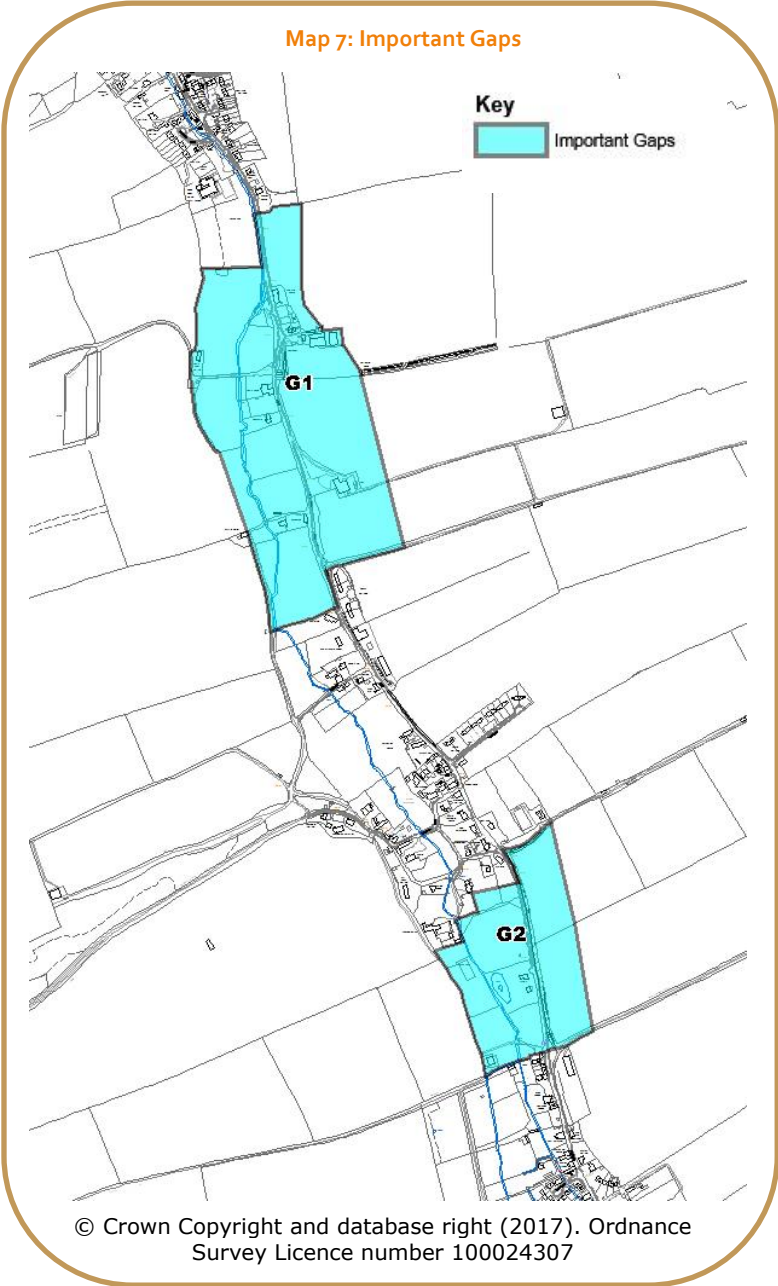 Map 7: Important Gaps
Key
Important Gaps
G1
G2
© Crown Copyright and database right (2017). Ordnance
Survey Licence number 100024307